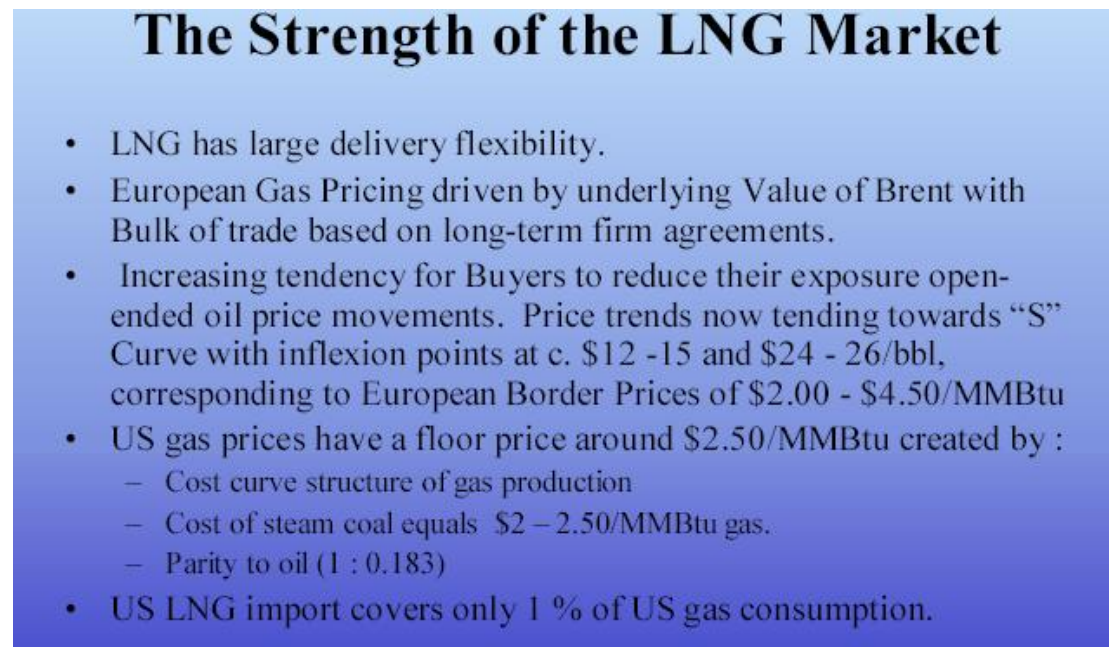 The Strength of the LNG Market
• LNG has large delivery flexibility.
• European Gas Pricing driven by underlying Value of Brent with
Bulk of trade based on long-term firm agreements.
• Increasing tendency for Buyers to reduce their exposure open-
ended oil price movements. Price trends now tending towards “S”
Curve with inflexion points at c. $12 -15 and $24 - 26/bbl,
corresponding to European Border Prices of $2.00 - $4.50/MMBtu
• US gas prices have a floor price around $2.50/MMBtu created by :
– Cost curve structure of gas production
– Cost of steam coal equals $2 – 2.50/MMBtu gas.
– Parity to oil (1 : 0.183)
• US LNG import covers only 1 % of US gas consumption.